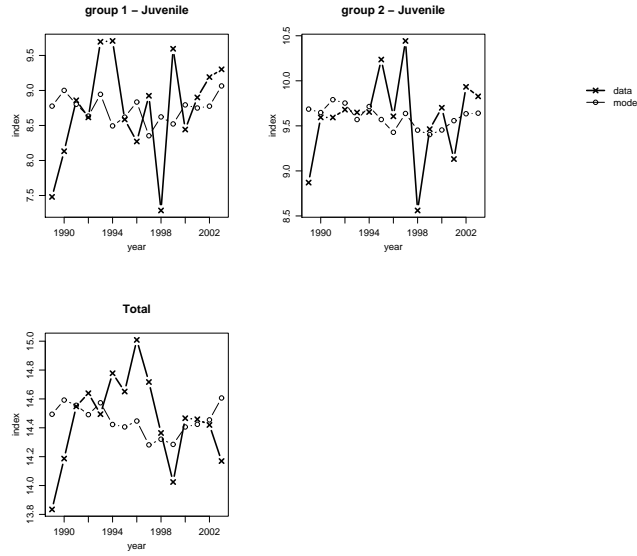 group 1 – Juvenile
index
9.5
9.0
8.5
8.0
7.5
1990 1994 1998 2002
year
group 2 – Juvenile
index
10.5
10.0
9.5
9.0
8.5
1990 1994 1998 2002
year
data
mode
Total
index
15.0
14.8
14.6
14.4
14.2
14.0
13.8
1990 1994 1998 2002
year